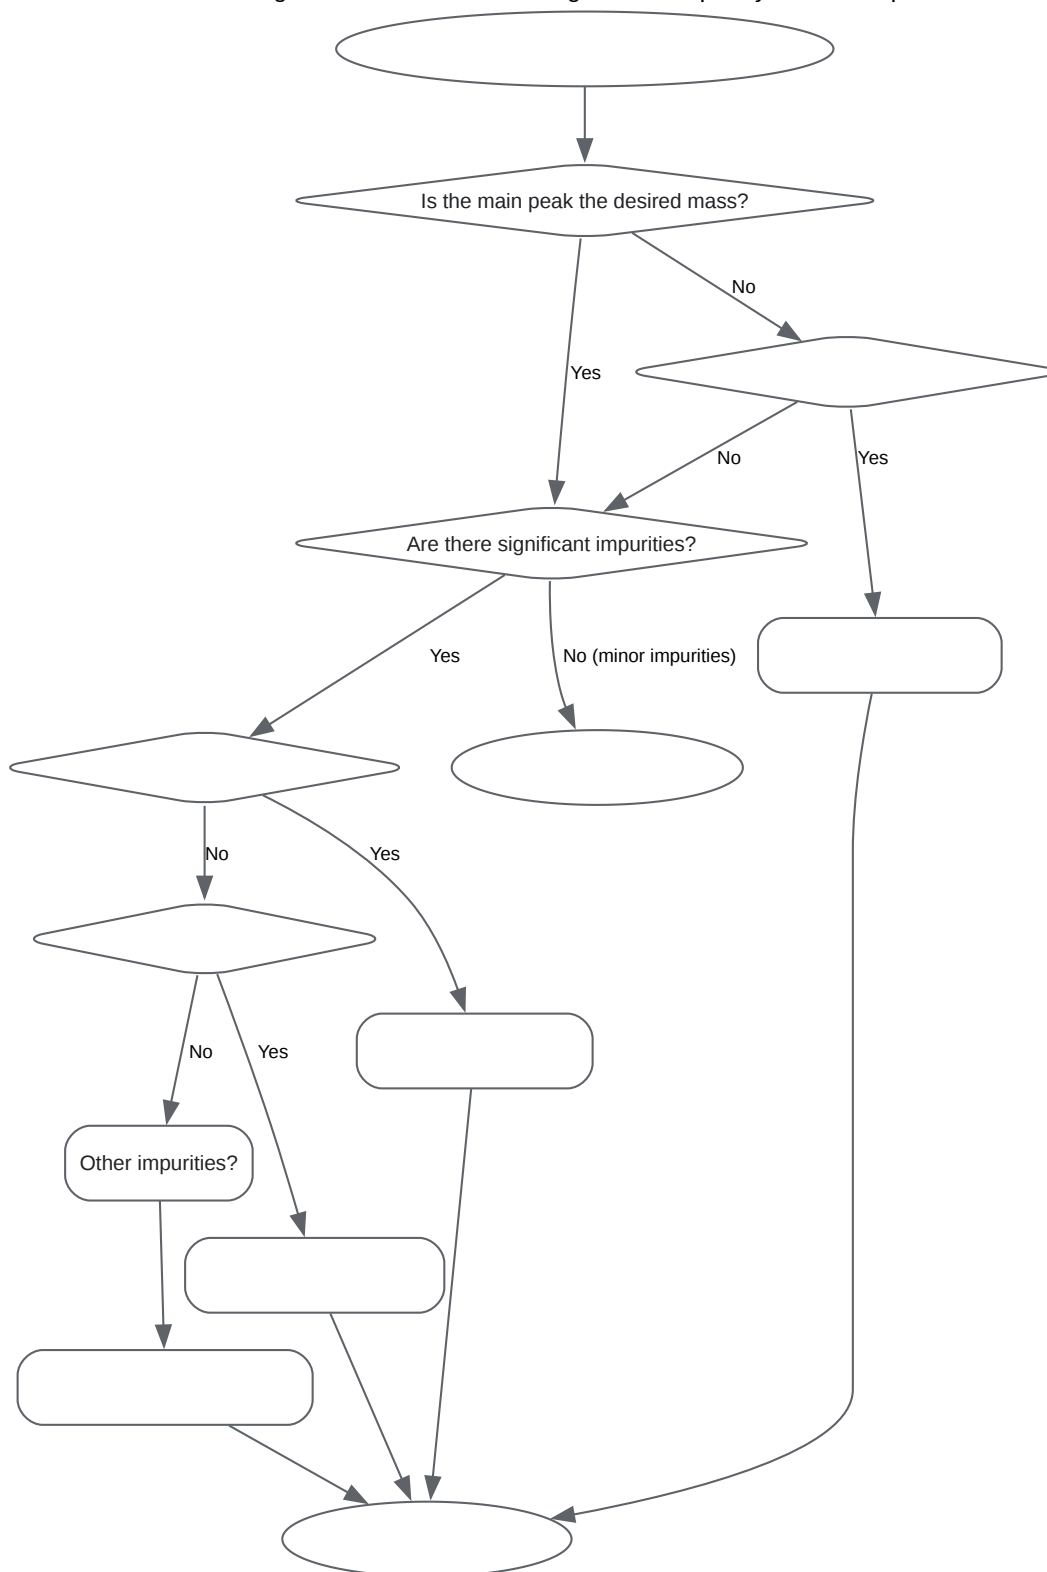 Is the main peak the desired mass?
No
Yes
No
Yes
Are there significant impurities?
Yes
No (minor impurities)
No
Yes
No
Yes
Other impurities?